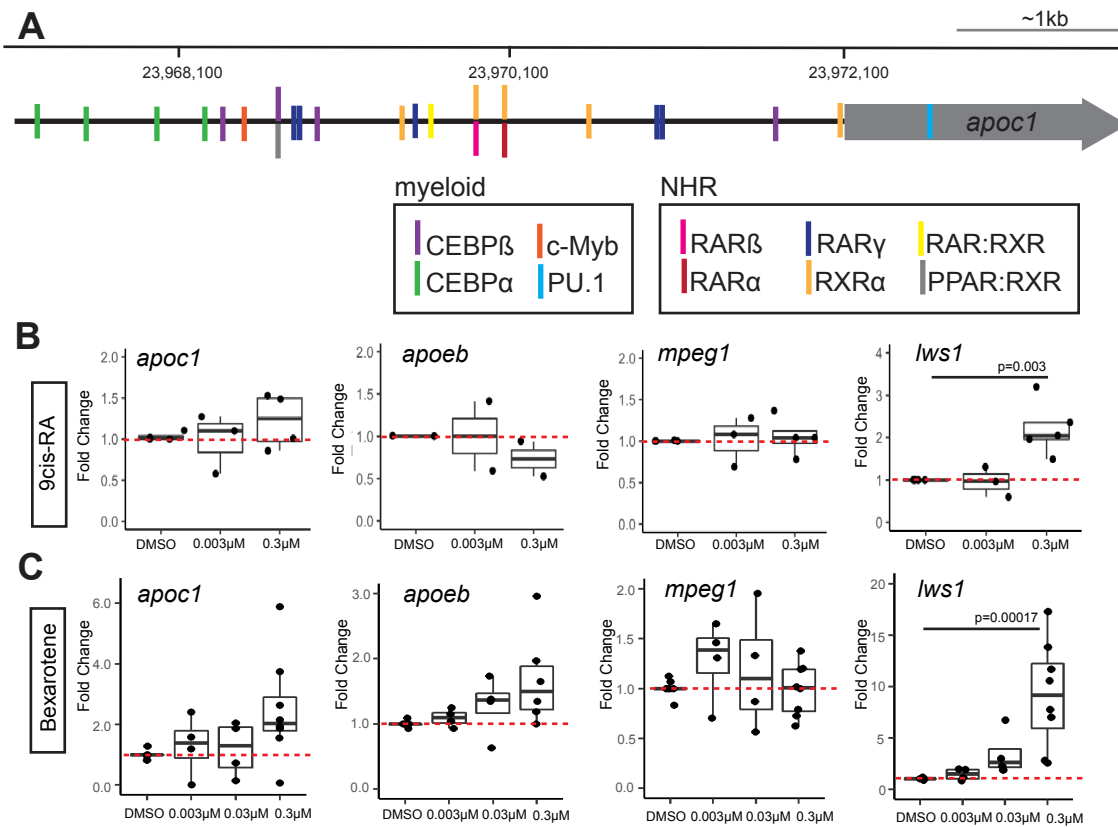 A
~1kb
23,968,100 23,970,100 23,972,100
apoc1
myeloid NHR
CEBPß c-Myb RARß RARγ RAR:RXR
CEBPα PU.1 RARα RXRα PPAR:RXR
B
9cis-RA
apoc1
Fold Change
2.0
1.5
1.0
0.5
0.0
DMSO 0.003µM 0.3µM
apoeb
Fold Change
2.0
1.5
1.0
0.5
0.0
DMSO 0.003µM 0.3µM
mpeg1
Fold Change
2.0
1.5
1.0
0.5
0.0
DMSO 0.003µM 0.3µM
lws1
p=0.003
Fold Change
4
3
2
1
0
DMSO 0.003µM 0.3µM
C
Bexarotene
apoc1
Fold Change
6.0
4.0
2.0
1.0
0.0
DMSO 0.003µM 0.03µM 0.3µM
apoeb
Fold Change
3.0
2.0
1.0
0.0
DMSO 0.003µM 0.03µM 0.3µM
mpeg1
Fold Change
2.0
1.5
1.0
0.5
0.0
DMSO 0.003µM 0.03µM 0.3µM
lws1
p=0.00017
Fold Change
20
15
10
5
1
0
DMSO 0.003µM 0.03µM 0.3µM